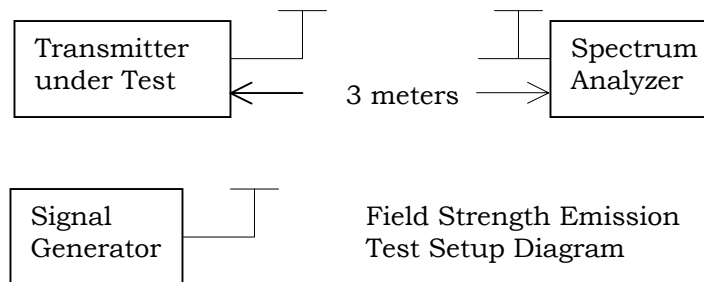 Transmitter
under Test
Spectrum
Analyzer
3 meters
Signal
Generator
Field Strength Emission
Test Setup Diagram